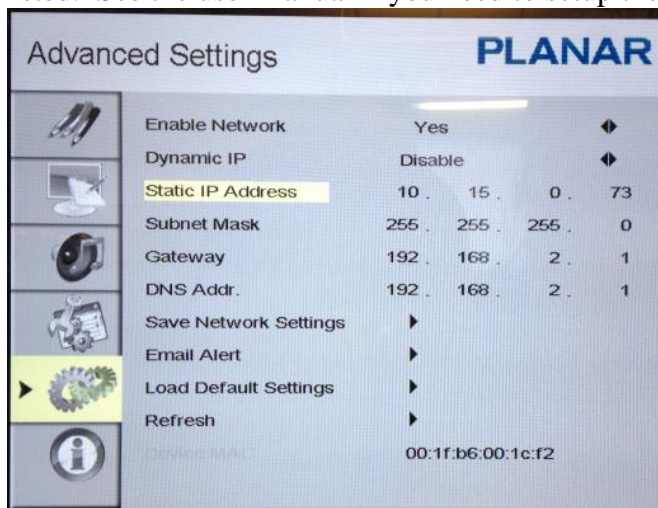 Advanced Settings PLANAR
Enable Network Yes
Dynamic IP Disable
Static IP Address 10 . 15 . 0 . 73
Subnet Mask 255 . 255 . 255 . 0
Gateway 192 . 168 . 2 . 1
DNS Addr. 192 . 168 . 2 . 1
Save Network Settings
Email Alert
Load Default Settings
Refresh
Device MAC 00:1f:b6:00:1c:f2